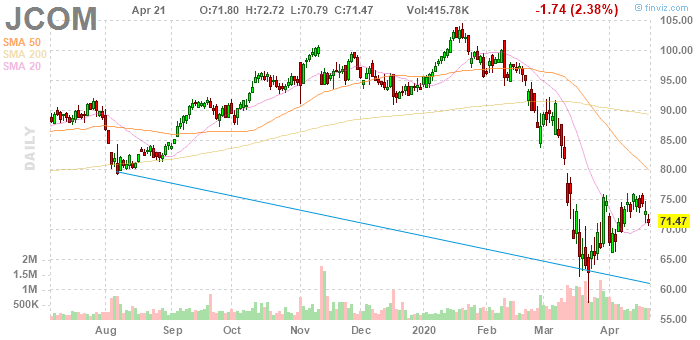 JCOM
Apr 21 O:71.80 H:72.72 L:70.79 C:71.47 Vol:415.78K -1.74 (2.38%)
© finviz.com
SMA 50
SMA 200
SMA 20
DAILY
105.00
100.00
95.00
90.00
85.00
80.00
75.00
71.47
70.00
65.00
60.00
55.00
2M
1.5M
1M
500K
Aug Sep Oct Nov Dec 2020 Feb Mar Apr